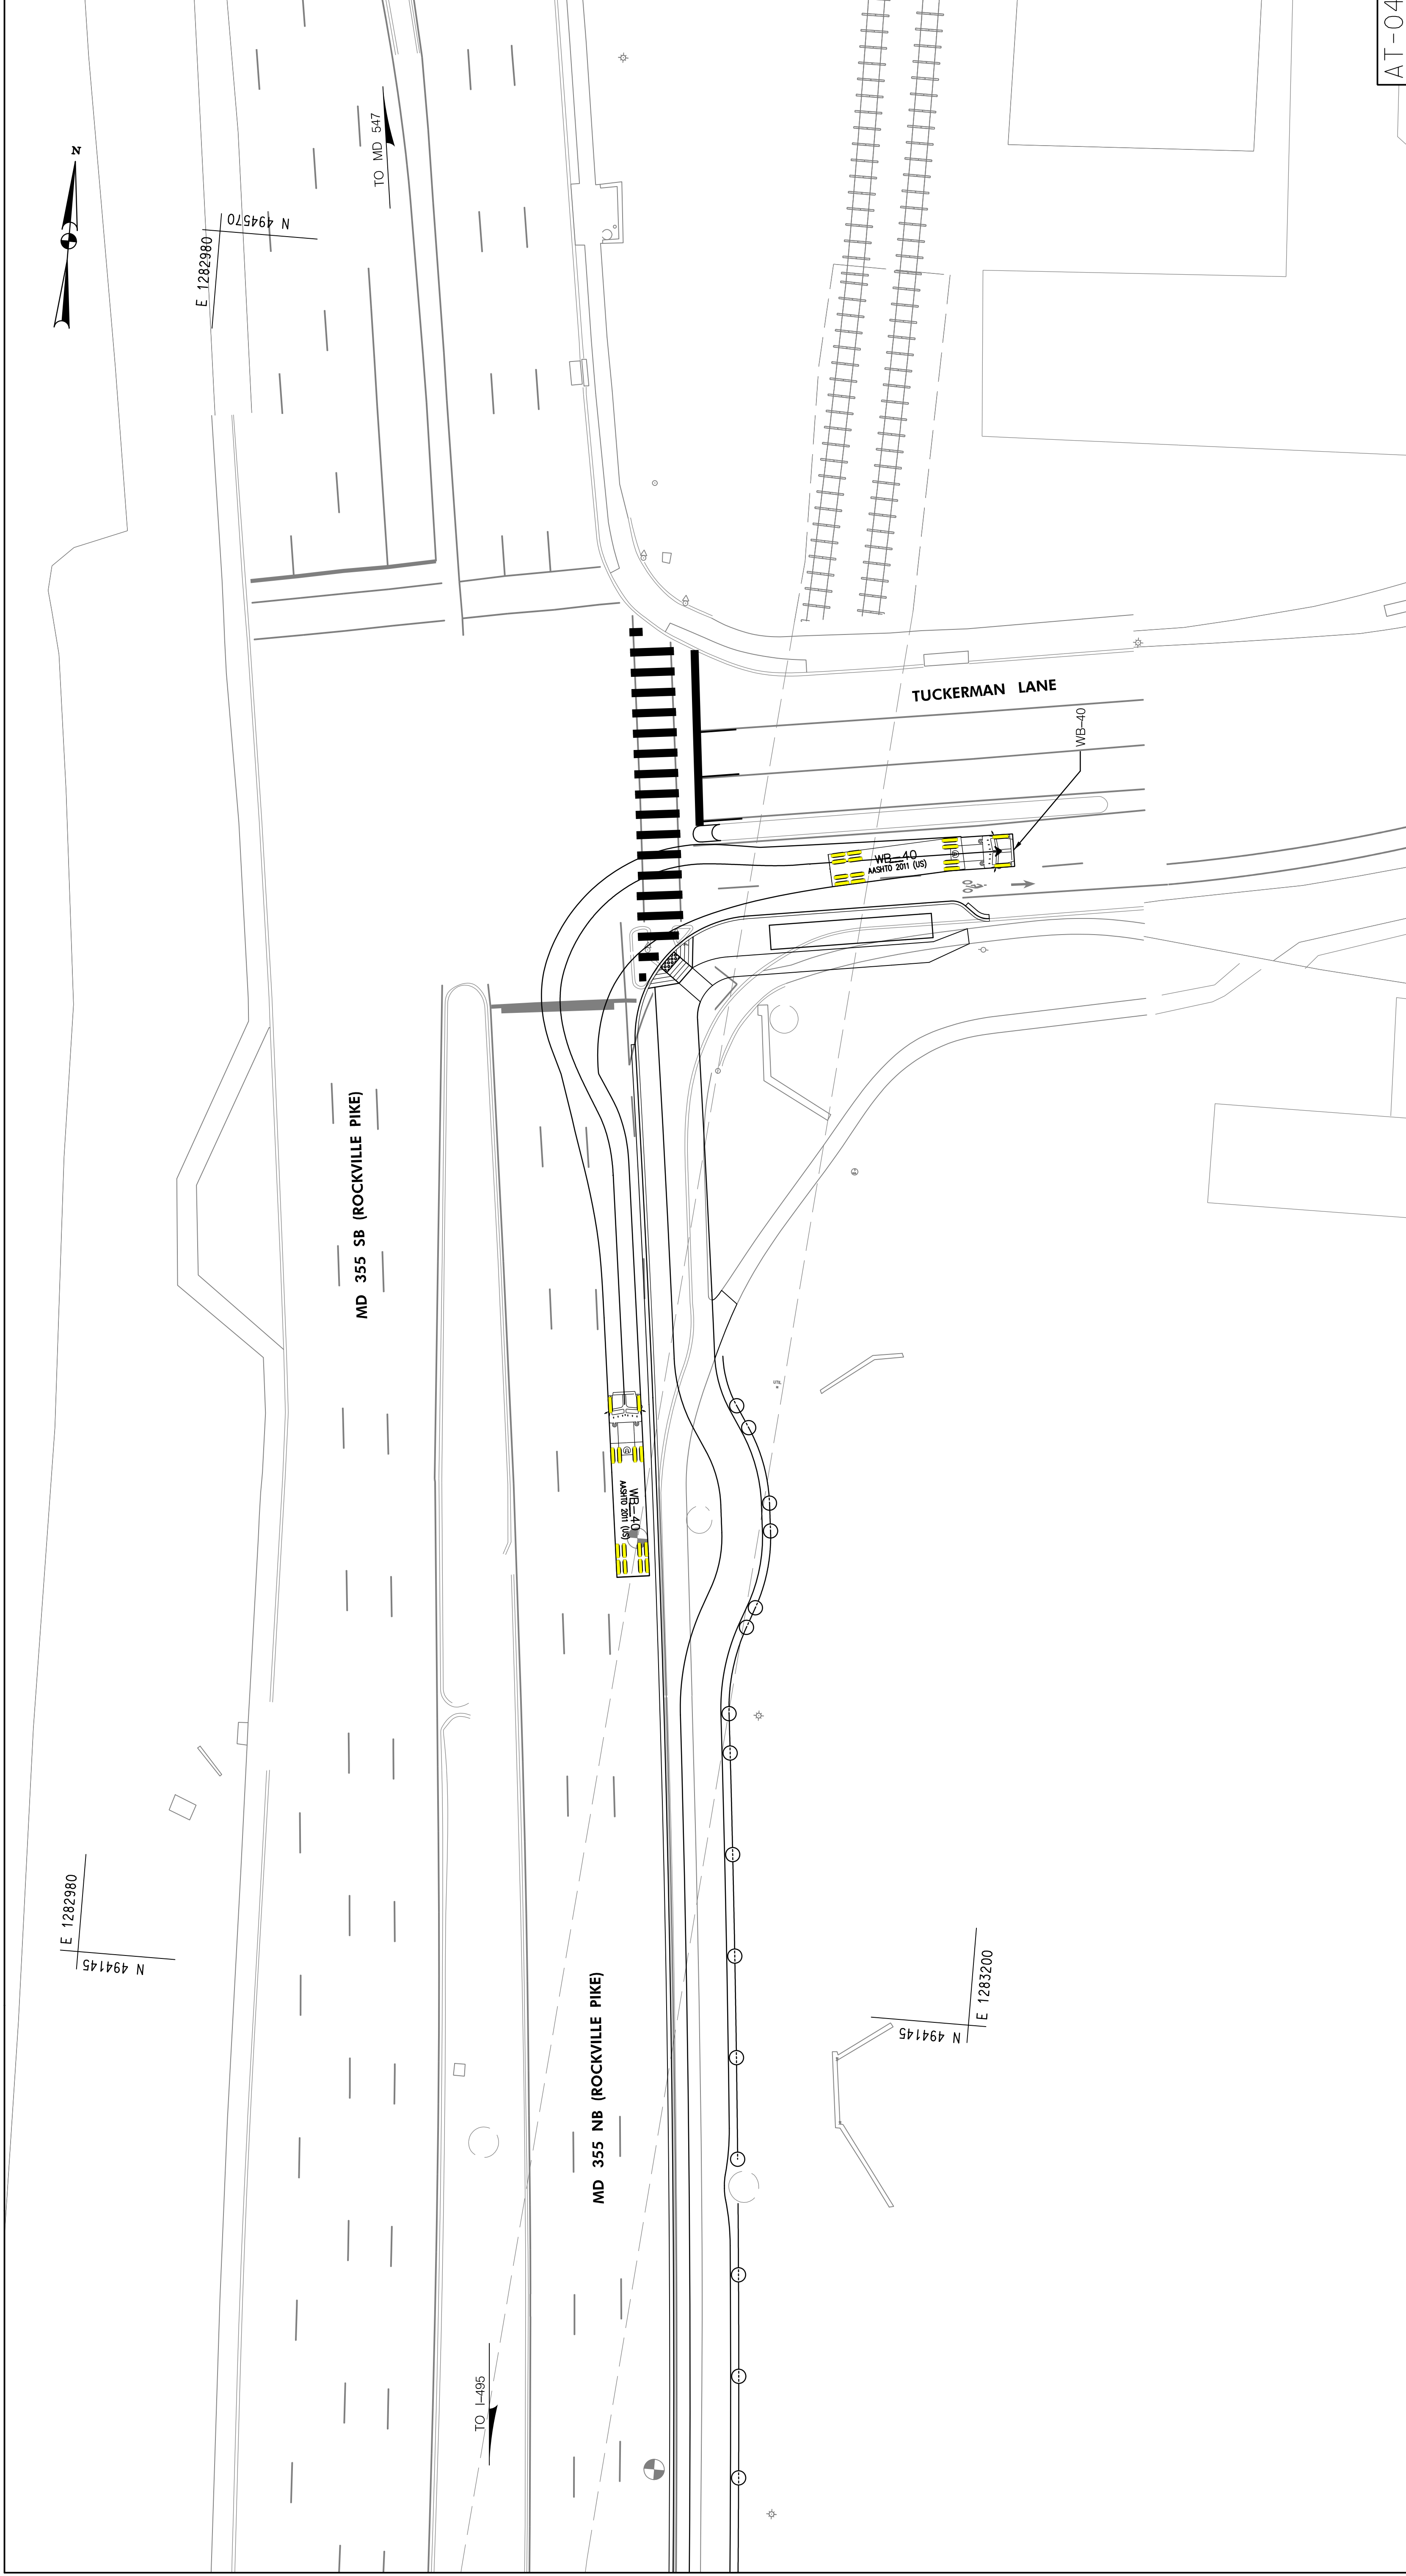 AT-04
N
TO MD 547
N 494570
E 1282980
TUCKERMAN LANE
WB-40
WB-40
AASHTO 2011 (US)
MD 355 SB (ROCKVILLE PIKE)
WB-40
AASHTO 2011 (US)
E 1282980
N 494145
E 1283200
N 494145
MD 355 NB (ROCKVILLE PIKE)
TO I-495